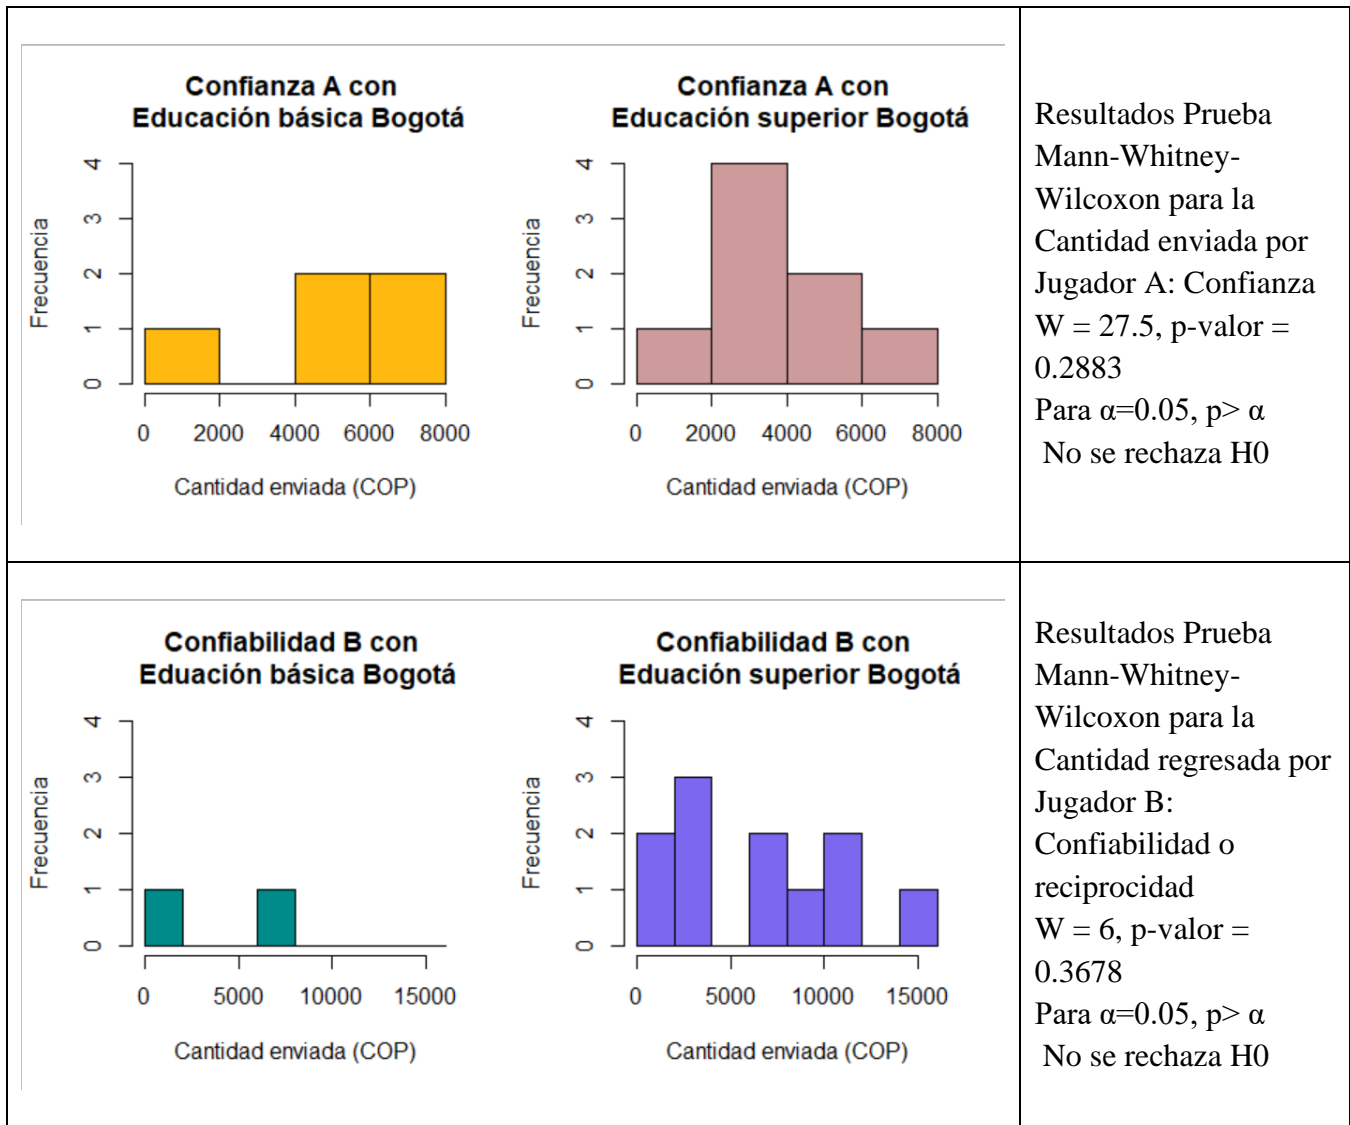 Confianza A con
Educación básica Bogotá
Frecuencia
4
3
2
1
0
0 2000 4000 6000 8000
Cantidad enviada (COP)
Confianza A con
Educación superior Bogotá
Frecuencia
4
3
2
1
0
0 2000 4000 6000 8000
Cantidad enviada (COP)
Resultados Prueba
Mann-Whitney-
Wilcoxon para la
Cantidad enviada por
Jugador A: Confianza
W = 27.5, p-valor =
0.2883
Para α=0.05, p> α
No se rechaza H0
Confiabilidad B con
Eduación básica Bogotá
Frecuencia
4
3
2
1
0
0 5000 10000 15000
Cantidad enviada (COP)
Confiabilidad B con
Eduación superior Bogotá
Frecuencia
4
3
2
1
0
0 5000 10000 15000
Cantidad enviada (COP)
Resultados Prueba
Mann-Whitney-
Wilcoxon para la
Cantidad regresada por
Jugador B:
Confiabilidad o
reciprocidad
W = 6, p-valor =
0.3678
Para α=0.05, p> α
No se rechaza H0